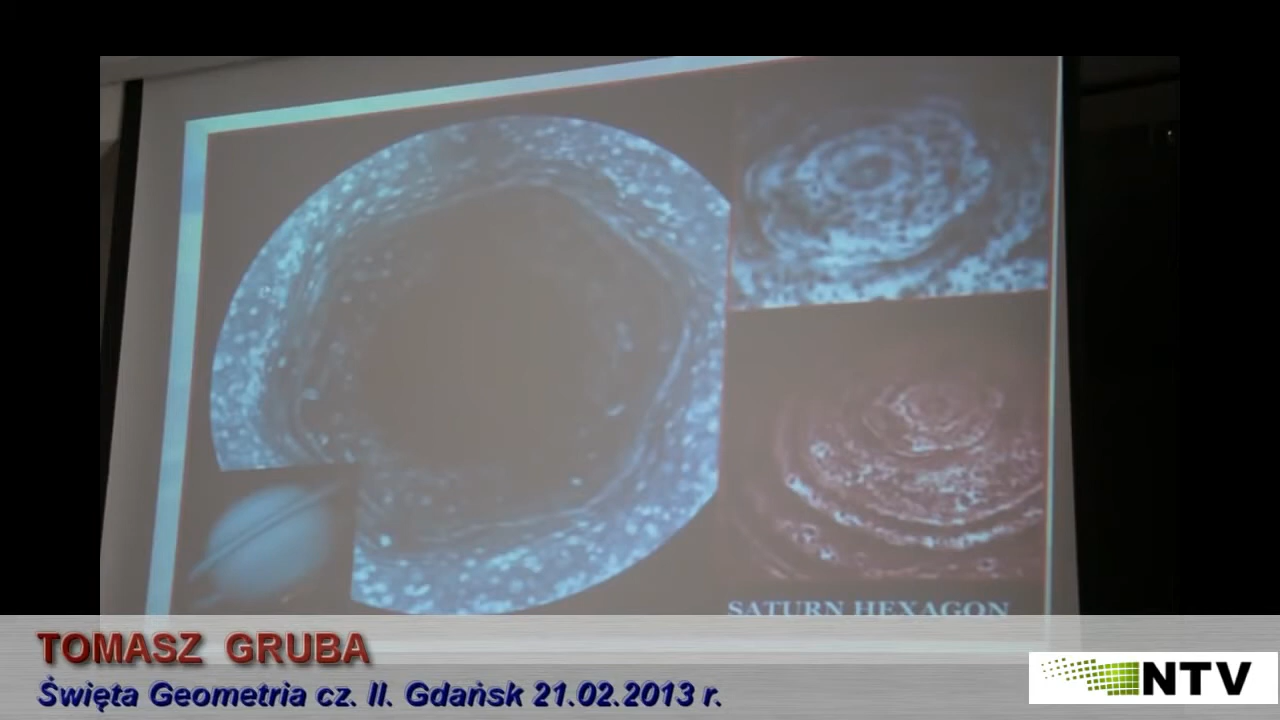 SATURN HEXAGON
TOMASZ GRUBA
Święta Geometria cz. II. Gdańsk 21.02.2013 r.
NTV